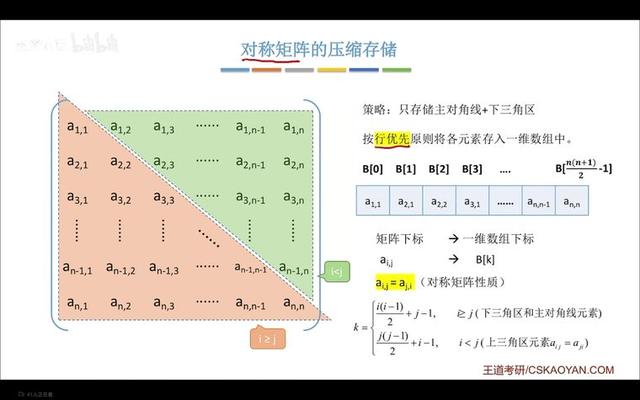 对称矩阵的压缩存储
a1,1 a1,2 a1,3 …… a1,n-1 a1,n
a2,1 a2,2 a2,3 …… a2,n-1 a2,n
a3,1 a3,2 a3,3 …… a3,n-1 a3,n
an-1,1 an-1,2 an-1,3 …… an-1,n-1 an-1,n
an,1 an,2 an,3 …… an,n-1 an,n
i<j
i ≥ j
策略：只存储主对角线+下三角区
按行优先原则将各元素存入一维数组中。
B[0] B[1] B[2] B[3] …. B[n(n+1)/2 -1]
a1,1 a2,1 a2,2 a3,1 …… an,n-1 an,n
矩阵下标 → 一维数组下标
ai,j → B[k]
ai,j = aj,i （对称矩阵性质）
k = { i(i−1)/2 + j−1, i≥j (下三角区和主对角线元素)
j(j−1)/2 + i−1, i<j (上三角区元素aij = aji)
王道考研/CSKAOYAN.COM
41人正在看